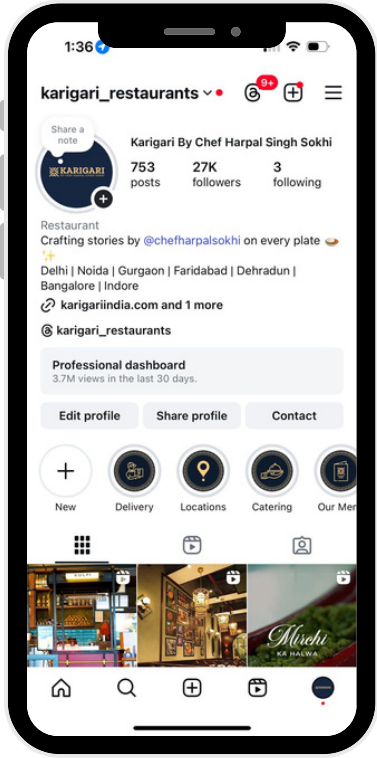 1:36
karigari_restaurants
9+
Share a
note
KARIGARI
Karigari By Chef Harpal Singh Sokhi
753 27K 3
posts followers following
Restaurant
Crafting stories by @chefharpalsokhi on every plate 🍛
✨
Delhi | Noida | Gurgaon | Faridabad | Dehradun |
Bangalore | Indore
karigariindia.com and 1 more
karigari_restaurants
Professional dashboard
3.7M views in the last 30 days.
Edit profile Share profile Contact
New Delivery Locations Catering Our Mer
KULFI
Mirchi
KA HALWA